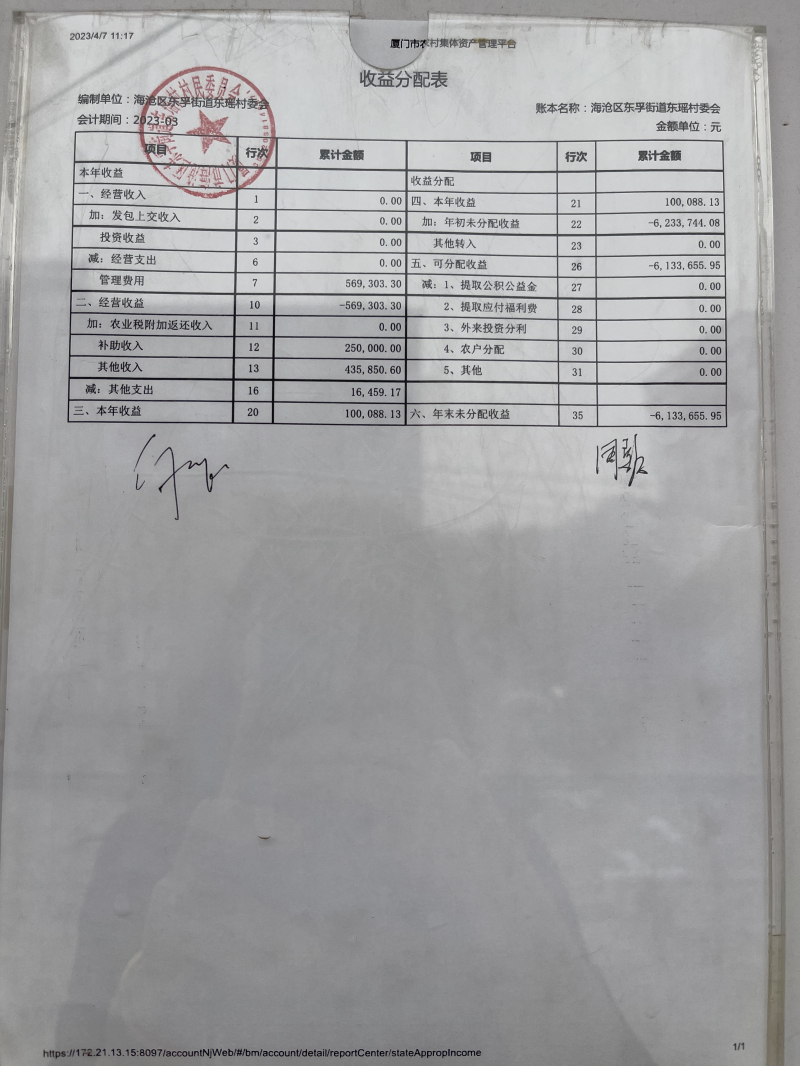 2023/4/7 11:17
厦门市农村集体资产管理平台
收益分配表
编制单位：海沧区东孚街道东瑶村委会 账本名称：海沧区东孚街道东瑶村委会
会计期间：2023-03 金额单位：元
项目 行次 累计金额 项目 行次 累计金额
本年收益 收益分配
一、经营收入 1 0.00 四、本年收益 21 100,088.13
加：发包上交收入 2 0.00 加：年初未分配收益 22 -6,233,744.08
投资收益 3 0.00 其他转入 23 0.00
减：经营支出 6 0.00 五、可分配收益 26 -6,133,655.95
管理费用 7 569,303.30 减：1、提取公积公益金 27 0.00
二、经营收益 10 -569,303.30 2、提取应付福利费 28 0.00
加：农业税附加返还收入 11 0.00 3、外来投资分利 29 0.00
补助收入 12 250,000.00 4、农户分配 30 0.00
其他收入 13 435,850.60 5、其他 31 0.00
减：其他支出 16 16,459.17
三、本年收益 20 100,088.13 六、年末未分配收益 35 -6,133,655.95
https://172.21.13.15:8097/accountNjWeb/#/bm/account/detail/reportCenter/stateAppropIncome 1/1